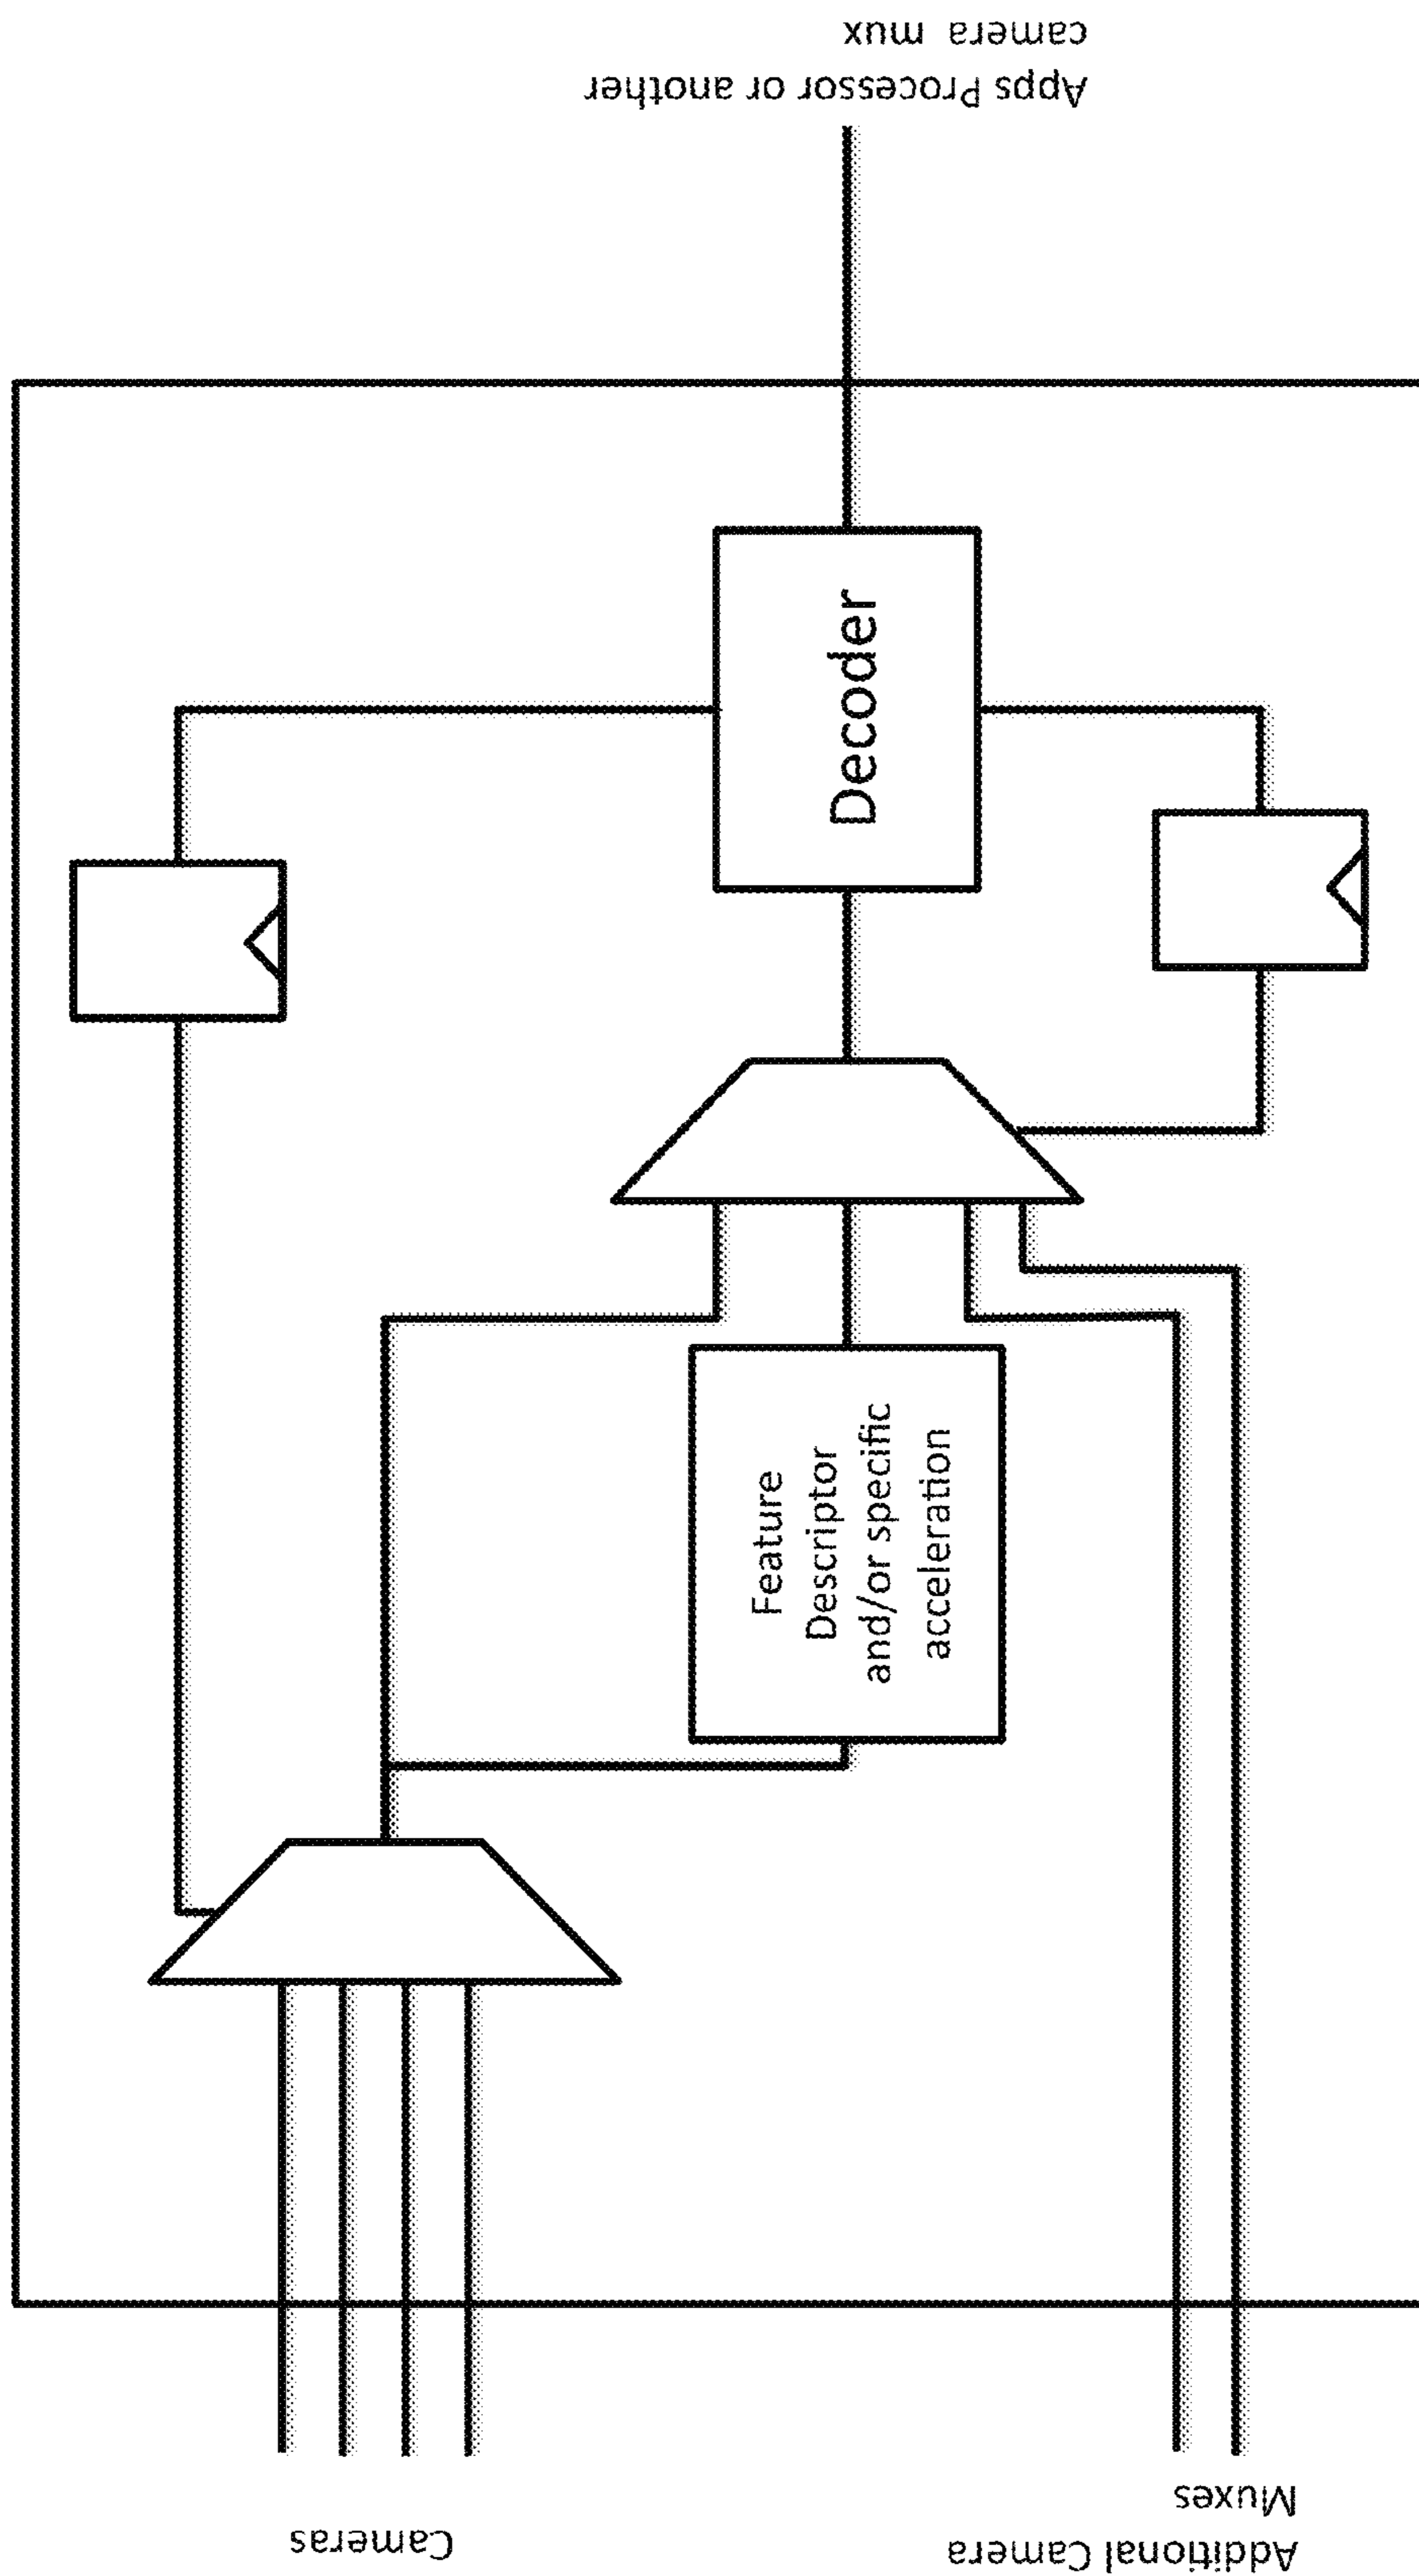 Apps Processor or another
camera mux
Decoder
Feature
Descriptor
and/or specific
acceleration
Cameras
Additional Camera
Muxes